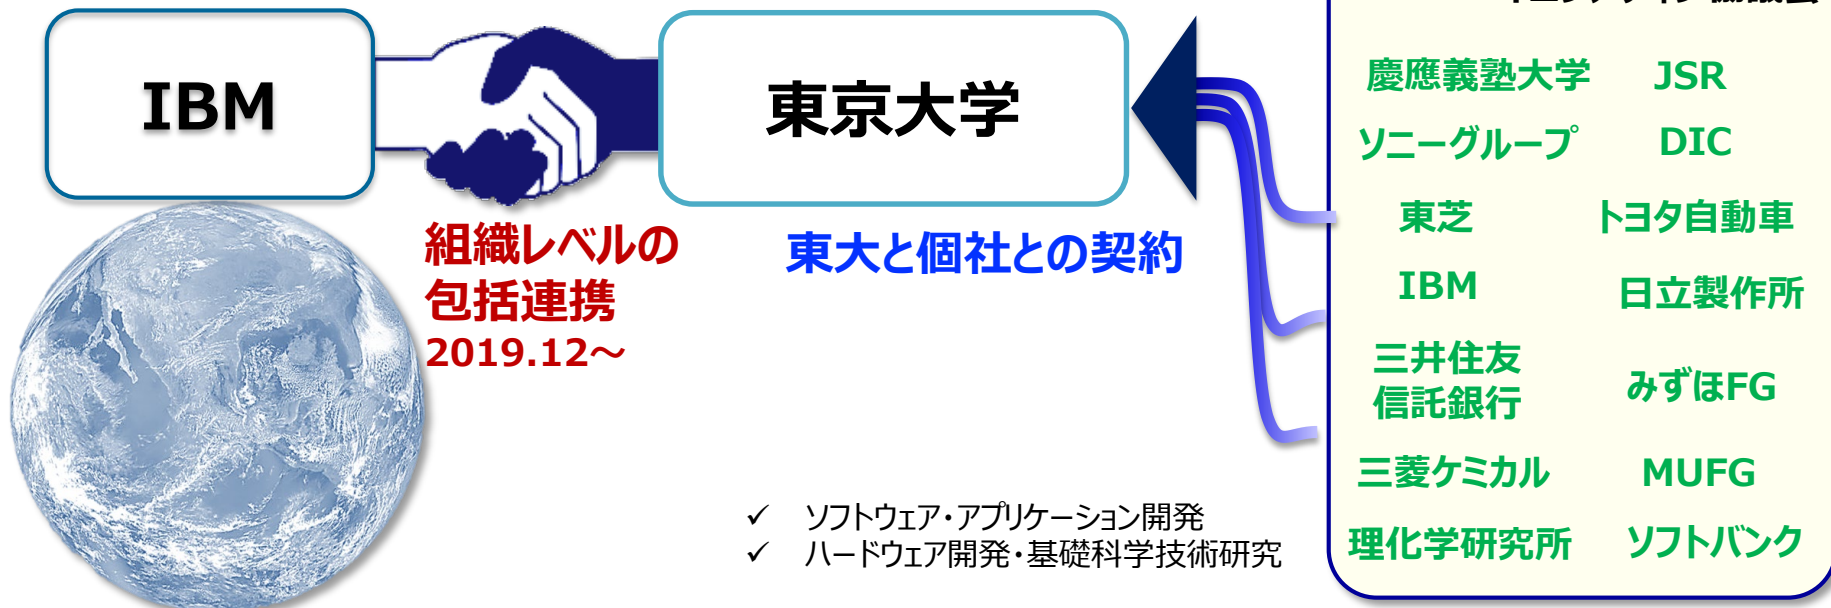 IBM
東京大学
組織レベルの
包括連携
2019.12～
東大と個社との契約
✓ ソフトウェア・アプリケーション開発
✓ ハードウェア開発・基礎科学技術研究
慶應義塾大学 JSR
ソニーグループ DIC
東芝 トヨタ自動車
IBM 日立製作所
三井住友
信託銀行
みずほFG
三菱ケミカル MUFG
理化学研究所 ソフトバンク